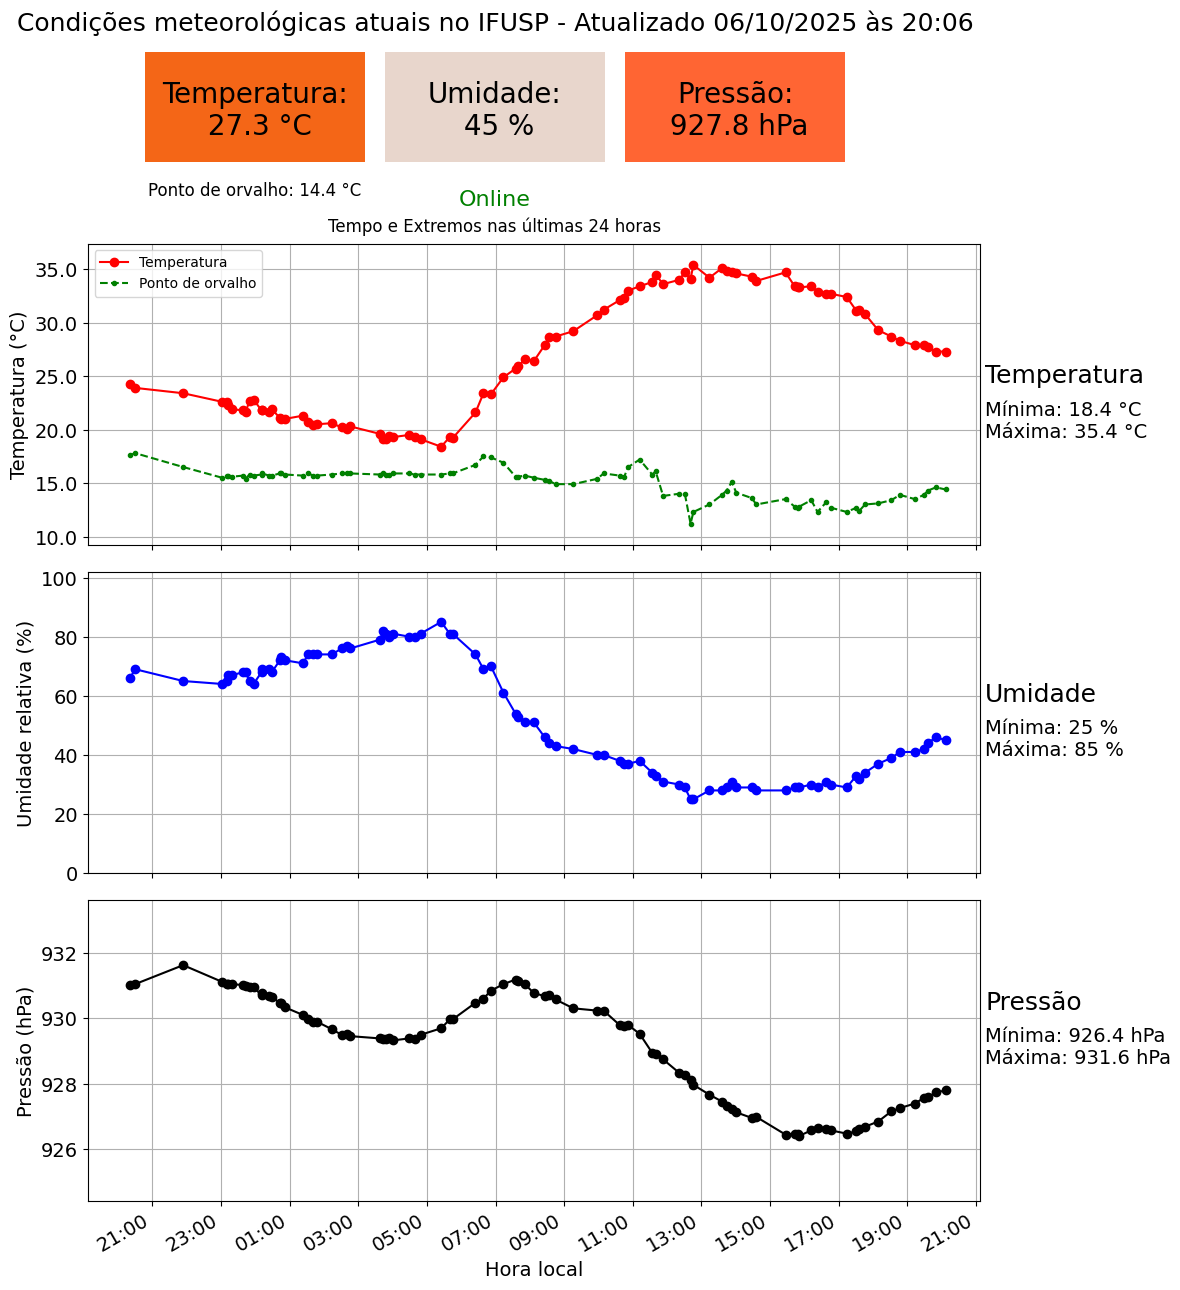 Condições meteorológicas atuais no IFUSP - Atualizado 06/10/2025 às 20:06
Temperatura:
27.3 °C
Umidade:
45 %
Pressão:
927.8 hPa
Ponto de orvalho: 14.4 °C
Online
Tempo e Extremos nas últimas 24 horas
Temperatura
Ponto de orvalho
Temperatura (°C)
35.0
30.0
25.0
20.0
15.0
10.0
Temperatura
Mínima: 18.4 °C
Máxima: 35.4 °C
Umidade relativa (%)
100
80
60
40
20
0
Umidade
Mínima: 25 %
Máxima: 85 %
Pressão (hPa)
932
930
928
926
Pressão
Mínima: 926.4 hPa
Máxima: 931.6 hPa
21:00 23:00 01:00 03:00 05:00 07:00 09:00 11:00 13:00 15:00 17:00 19:00 21:00
Hora local